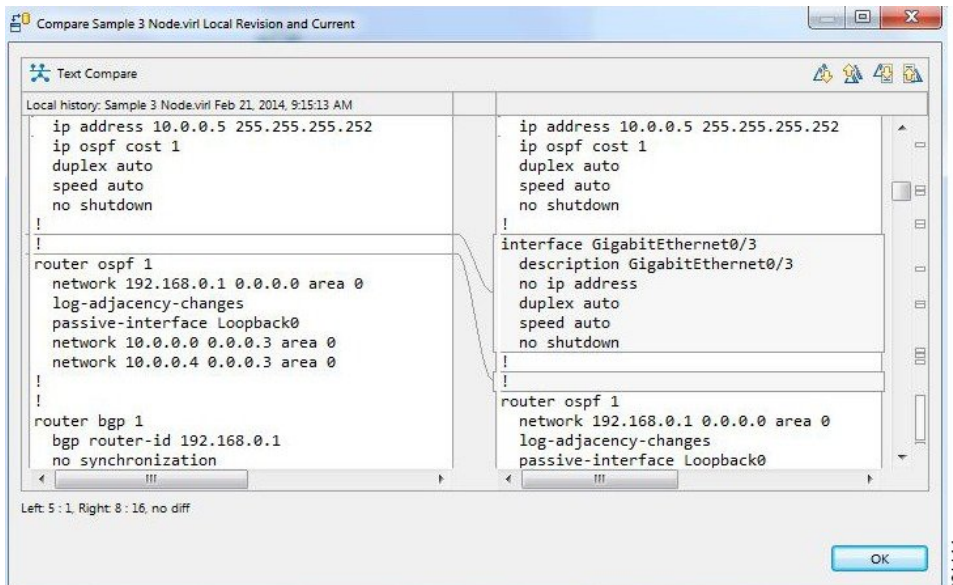 Compare Sample 3 Node.virl Local Revision and Current
Text Compare
Local history: Sample 3 Node.virl Feb 21, 2014, 9:15:13 AM
ip address 10.0.0.5 255.255.255.252
ip ospf cost 1
duplex auto
speed auto
no shutdown
!
!
router ospf 1
network 192.168.0.1 0.0.0.0 area 0
log-adjacency-changes
passive-interface Loopback0
network 10.0.0.0 0.0.0.3 area 0
network 10.0.0.4 0.0.0.3 area 0
!
!
router bgp 1
bgp router-id 192.168.0.1
no synchronization
ip address 10.0.0.5 255.255.255.252
ip ospf cost 1
duplex auto
speed auto
no shutdown
!
interface GigabitEthernet0/3
description GigabitEthernet0/3
no ip address
duplex auto
speed auto
no shutdown
!
!
router ospf 1
network 192.168.0.1 0.0.0.0 area 0
log-adjacency-changes
passive-interface Loopback0
Left: 5 : 1, Right: 8 : 16, no diff
OK